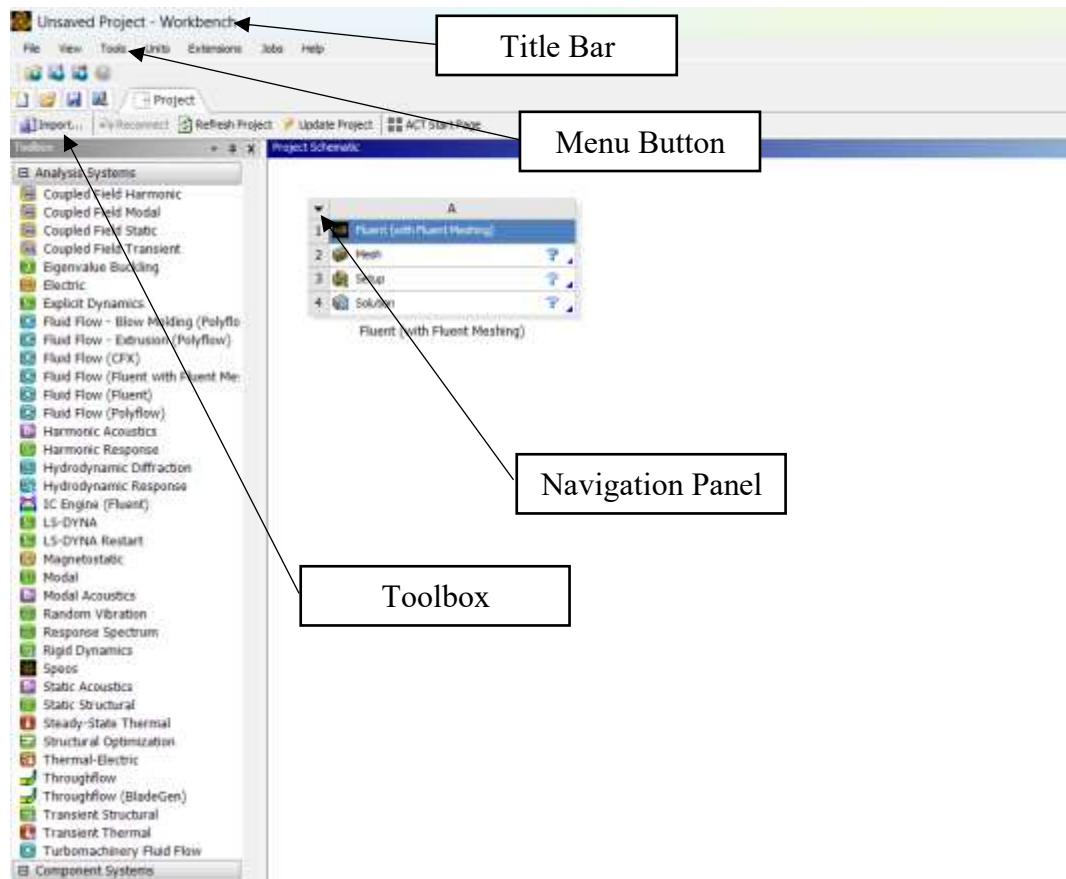 Unsaved Project - Workbench
Title Bar
File View Tools Units Extensions Jobs Help
Project
Import... Reconnect Refresh Project Update Project ACT Start Page
Menu Button
Toolbox
Project Schematic
Analysis Systems
Coupled Field Harmonic
Coupled Field Modal
Coupled Field Static
Coupled Field Transient
Eigenvalue Buckling
Electric
Explicit Dynamics
Fluid Flow - Blow Molding (Polyflo
Fluid Flow - Extrusion (Polyflow)
Fluid Flow (CFX)
Fluid Flow (Fluent with Fluent Me
Fluid Flow (Fluent)
Fluid Flow (Polyflow)
Harmonic Acoustics
Harmonic Response
Hydrodynamic Diffraction
Hydrodynamic Response
IC Engine (Fluent)
LS-DYNA
LS-DYNA Restart
Magnetostatic
Modal
Modal Acoustics
Random Vibration
Response Spectrum
Rigid Dynamics
Speos
Static Acoustics
Static Structural
Steady-State Thermal
Structural Optimization
Thermal-Electric
Throughflow
Throughflow (BladeGen)
Transient Structural
Transient Thermal
Turbomachinery Fluid Flow
Component Systems
A
1 Fluent (with Fluent Meshing)
2 Mesh ?
3 Setup ?
4 Solution ?
Fluent (with Fluent Meshing)
Navigation Panel
Toolbox